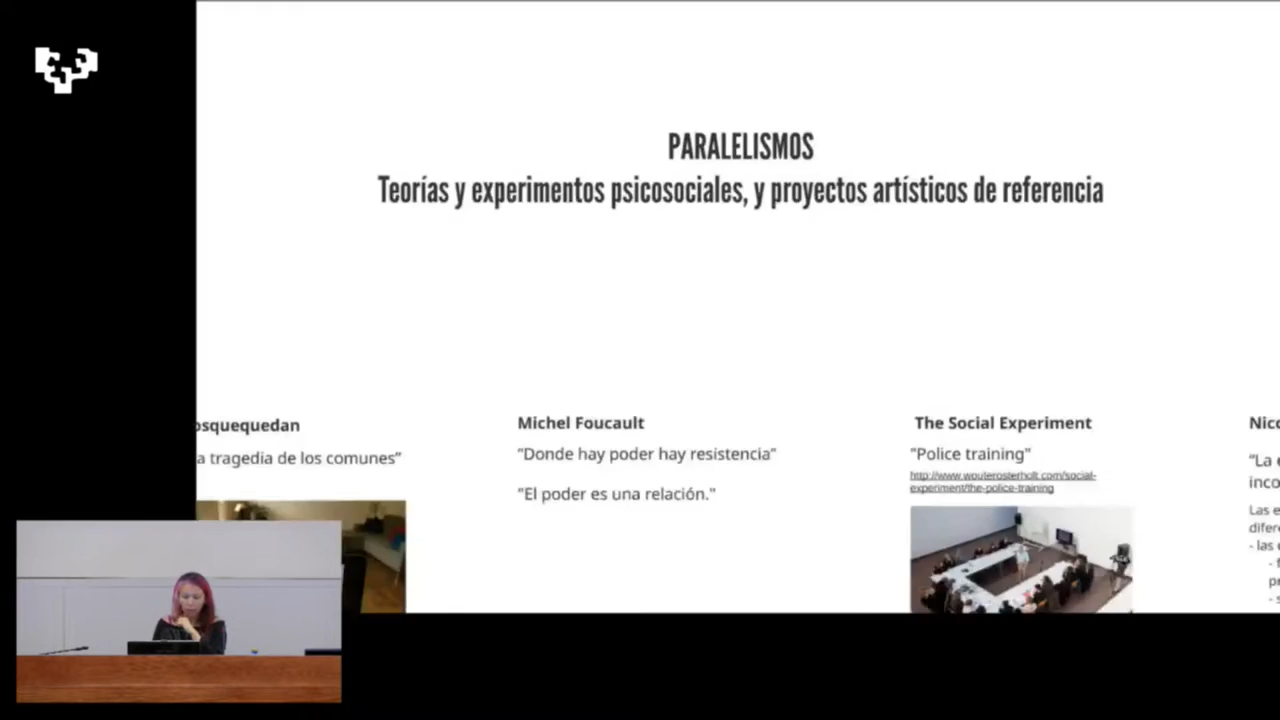 PARALELISMOS
Teorías y experimentos psicosociales, y proyectos artísticos de referencia
osquequedan
a tragedia de los comunes”
Michel Foucault
“Donde hay poder hay resistencia”
“El poder es una relación.”
The Social Experiment
“Police training”
http://www.wouterosterholt.com/social-
experiment/the-police-training
Nico
“La e
inco
Las e
difere
- las e
- f
pr
- s